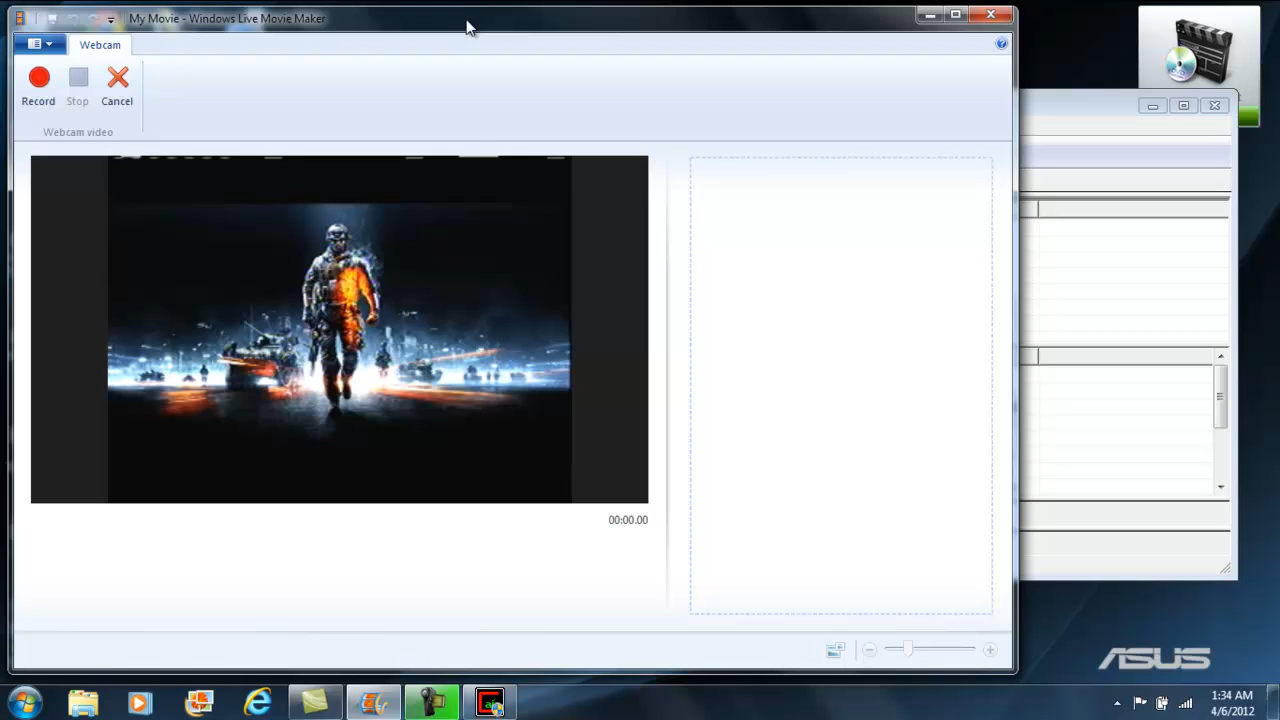 My Movie - Windows Live Movie Maker
Webcam
Record Stop Cancel
Webcam video
00:00.00
ASUS
1:34 AM
4/6/2012